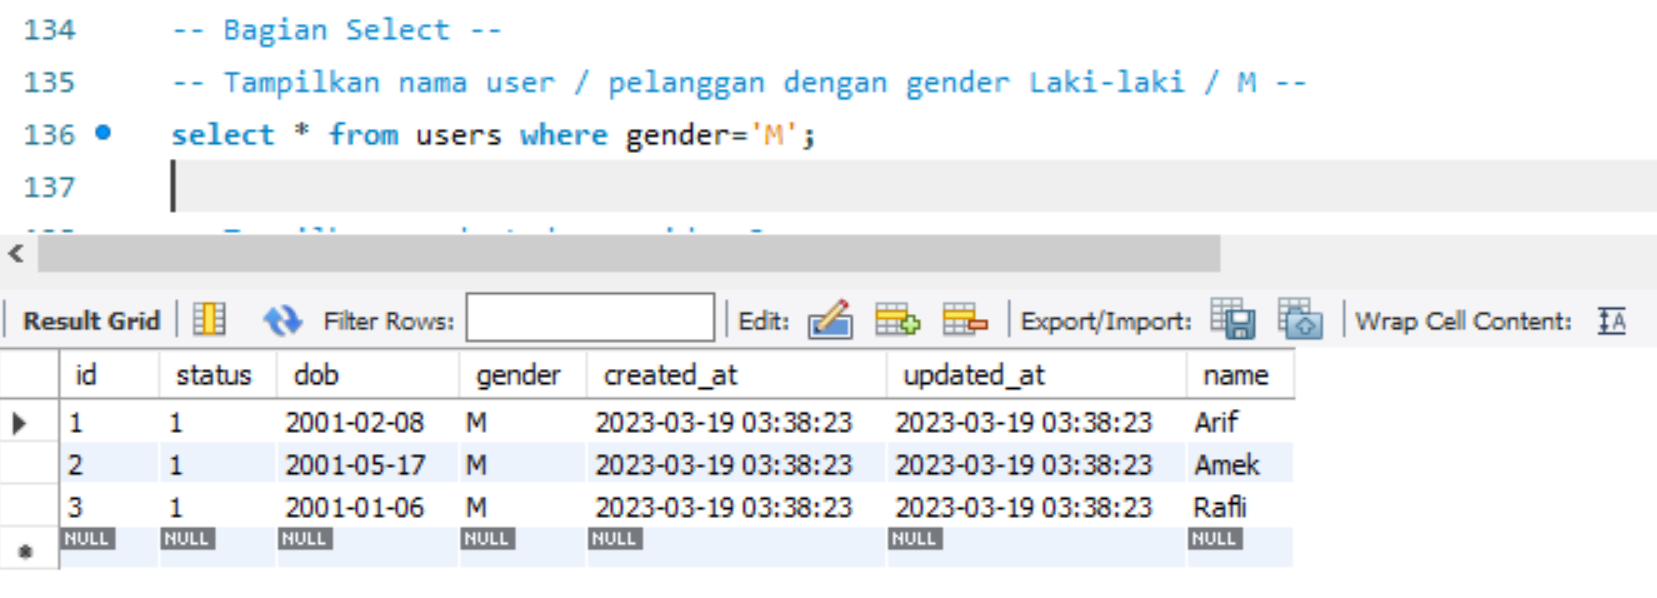 134 -- Bagian Select --
135 -- Tampilkan nama user / pelanggan dengan gender Laki-laki / M --
136 select * from users where gender='M';
137
Result Grid Filter Rows: Edit: Export/Import: Wrap Cell Content: IA
id status dob gender created_at updated_at name
1 1 2001-02-08 M 2023-03-19 03:38:23 2023-03-19 03:38:23 Arif
2 1 2001-05-17 M 2023-03-19 03:38:23 2023-03-19 03:38:23 Amek
3 1 2001-01-06 M 2023-03-19 03:38:23 2023-03-19 03:38:23 Rafli
NULL NULL NULL NULL NULL NULL NULL